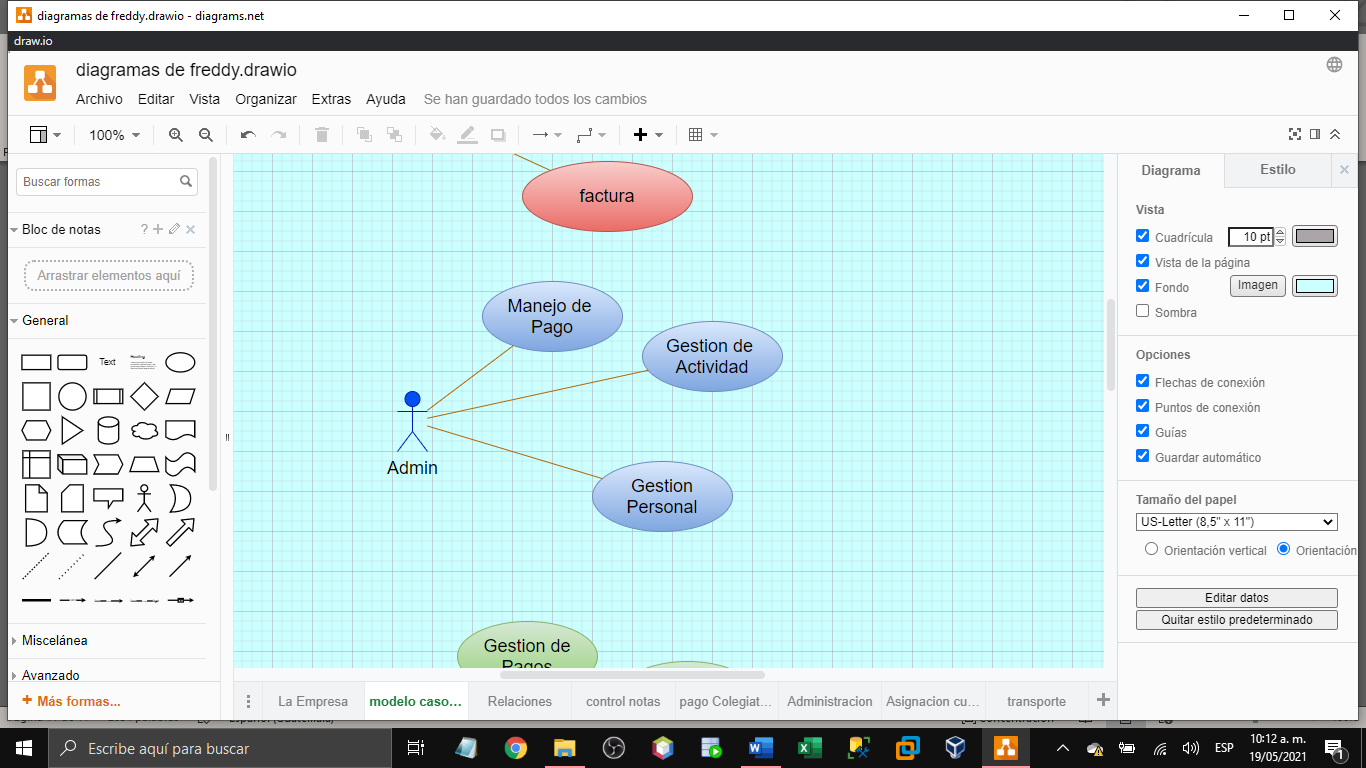 diagramas de freddy.drawio - diagrams.net
draw.io
diagramas de freddy.drawio
Archivo Editar Vista Organizar Extras Ayuda Se han guardado todos los cambios
100%
Buscar formas
Bloc de notas ?
Arrastrar elementos aquí
General
Text
Heading
Misceláneа
Avanzado
+ Más formas...
factura
Manejo de
Pago
Gestion de
Actividad
Admin
Gestion
Personal
Gestion de
Pagos
Diagrama Estilo
Vista
Cuadrícula 10 pt
Vista de la página
Fondo Imagen
Sombra
Opciones
Flechas de conexión
Puntos de conexión
Guías
Guardar automático
Tamaño del papel
US-Letter (8,5" x 11")
Orientación vertical Orientación
Editar datos
Quitar estilo predeterminado
La Empresa modelo caso... Relaciones control notas pago Colegiat... Administracion Asignacion cu... transporte
Escribe aquí para buscar
ESP
10:12 a. m.
19/05/2021
1